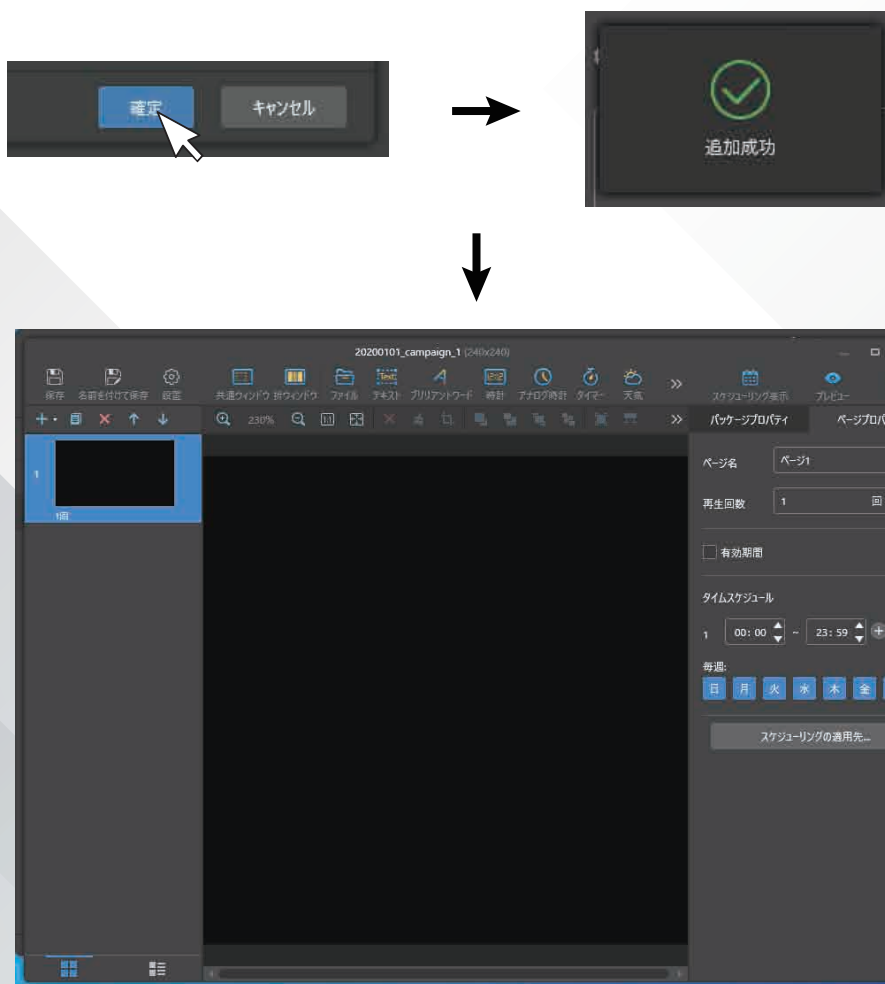 確定 キャンセル
追加成功
20200101_campaign_1 (240x240)
保存 名前を付けて保存 設置 共通ウィンドウ 折ウィンドウ ファイル テキスト ブリリアントワード 時計 アナログ時計 タイマー 天気 スケジューリング表示 プレビュー
230%
パッケージプロパティ ページプロパ
1
1回
ページ名 ページ1
再生回数 1 回
有効期間
タイムスケジュール
1 00:00 ~ 23:59
毎週:
日 月 火 水 木 金
スケジューリングの適用先...